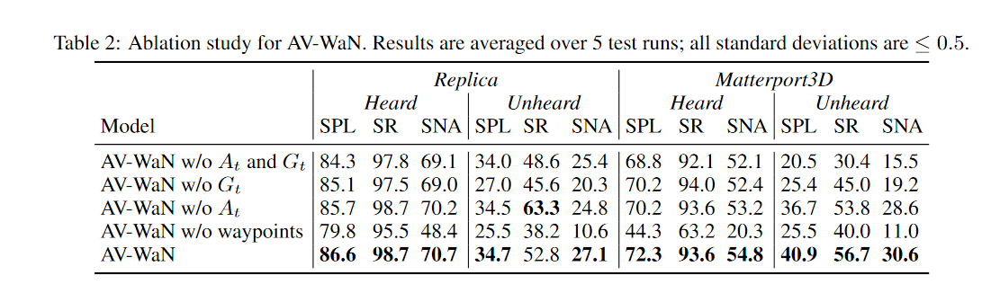 Table 2: Ablation study for AV-WaN. Results are averaged over 5 test runs; all standard deviations are ≤ 0.5.
Replica Matterport3D
Heard Unheard Heard Unheard
Model SPL SR SNA SPL SR SNA SPL SR SNA SPL SR SNA
AV-WaN w/o A_t and G_t 84.3 97.8 69.1 34.0 48.6 25.4 68.8 92.1 52.1 20.5 30.4 15.5
AV-WaN w/o G_t 85.1 97.5 69.0 27.0 45.6 20.3 70.2 94.0 52.4 25.4 45.0 19.2
AV-WaN w/o A_t 85.7 98.7 70.2 34.5 63.3 24.8 70.2 93.6 53.2 36.7 53.8 28.6
AV-WaN w/o waypoints 79.8 95.5 48.4 25.5 38.2 10.6 44.3 63.2 20.3 25.5 40.0 11.0
AV-WaN 86.6 98.7 70.7 34.7 52.8 27.1 72.3 93.6 54.8 40.9 56.7 30.6